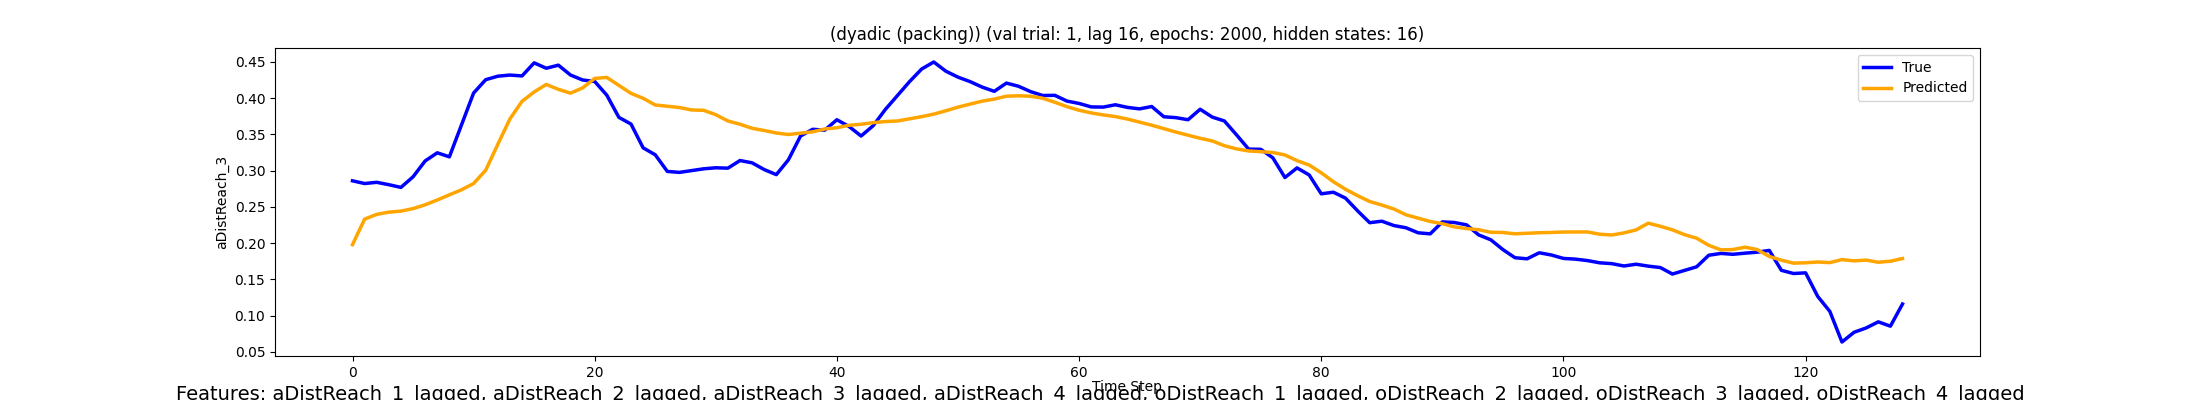 (dyadic (packing)) (val trial: 1, lag 16, epochs: 2000, hidden states: 16)
0.45
0.40
0.35
0.30
0.25
0.20
0.15
0.10
0.05
aDistReach_3
True
Predicted
0 20 40 60 80 100 120
Time Step
Features: aDistReach_1_lagged, aDistReach_2_lagged, aDistReach_3_lagged, aDistReach_4_lagged, oDistReach_1_lagged, oDistReach_2_lagged, oDistReach_3_lagged, oDistReach_4_lagged